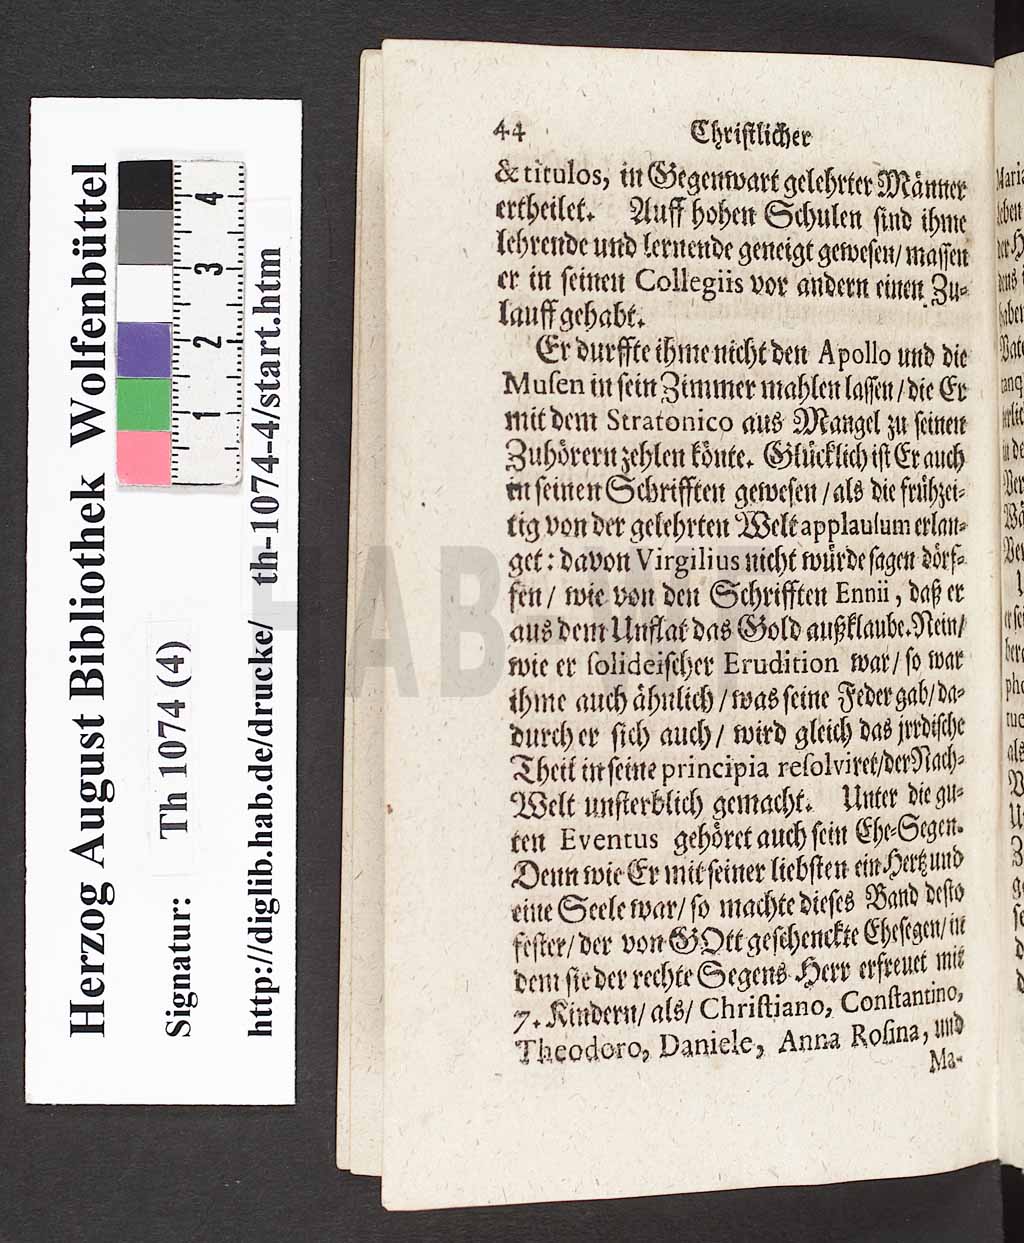 Herzog August Bibliothek Wolfenbüttel
Signatur: Th 1074 (4)
http://diglib.hab.de/drucke/ th-1074-4/start.htm
1 2 3 4
HAB
44 Christlicher
& titulos, in Gegenwart gelehrter Männer
ertheilet. Auff hohen Schulen sind ihme
lehrende und lernende geneigt gewesen/ massen
er in seinen Collegiis vor andern einen Zu-
lauff gehabt.
Er durffte ihme nicht den Apollo und die
Musen in sein Zimmer mahlen lassen/ die Er
mit dem Stratonico aus Mangel zu seinen
Zuhörern zehlen könte. Glücklich ist Er auch
in seinen Schrifften gewesen/ als die frühzei-
tig von der gelehrten Welt applausum erlan-
get: davon Virgilius nicht würde sagen dörf-
fen/ wie von den Schrifften Ennii, daß er
aus dem Unflat das Gold außklaube. Nein/
wie er solideischer Erudition war/ so war
ihme auch ähnlich/ was seine Feder gab/ da-
durch er sich auch/ wird gleich das jrrdische
Theil in seine principia resolviret/ der Nach-
Welt unsterblich gemacht. Unter die gu-
ten Eventus gehöret auch sein Ehe-Segen.
Denn wie Er mit seiner liebsten ein Hertz und
eine Seele war/ so machte dieses Band desto
fester/ der von GOtt geschenckte Ehesegen/ in
dem sie der rechte Segens-Herr erfreuet mit
7. Kindern/ als/ Christiano, Constantino,
Theodoro, Daniele, Anna Rosina, und
Ma-